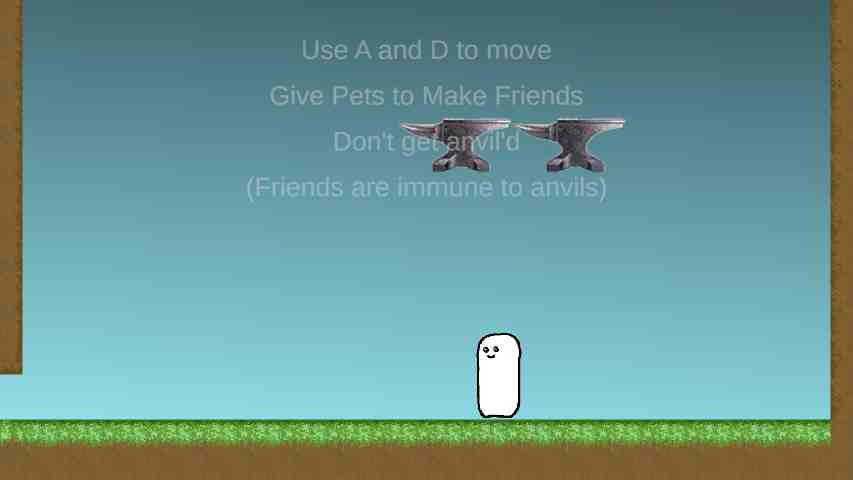 Use A and D to move
Give Pets to Make Friends
Don't get anvil'd
(Friends are immune to anvils)